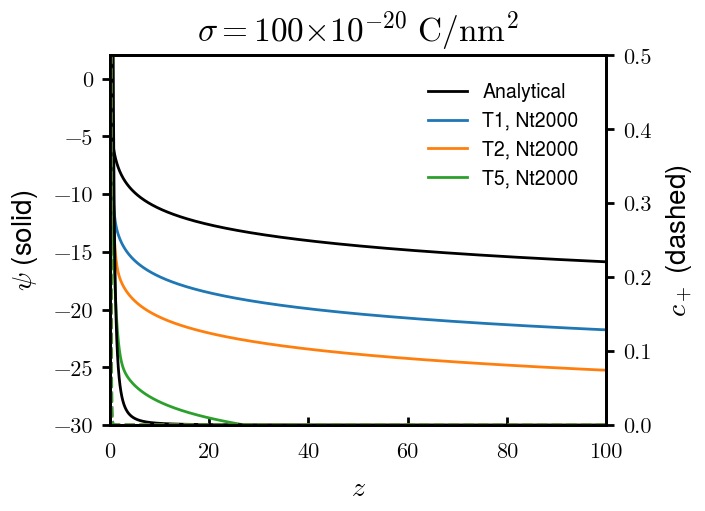 σ = 100×10⁻²⁰ C/nm²
0
−5
−10
−15
−20
−25
−30
ψ (solid)
Analytical
T1, Nt2000
T2, Nt2000
T5, Nt2000
0.5
0.4
0.3
0.2
0.1
0.0
c₊ (dashed)
0 20 40 60 80 100
z